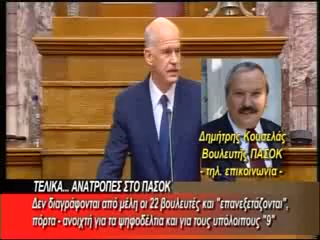 Δημήτρης Κουσελάς
Βουλευτής ΠΑΣΟΚ
- τηλ. επικοινωνία -
ΤΕΛΙΚΑ... ΑΝΑΤΡΟΠΕΣ ΣΤΟ ΠΑΣΟΚ
Δεν διαγράφονται από μέλη οι 22 βουλευτές και "επανεξετάζονται",
πόρτα - ανοιχτή για τα ψηφοδέλτια και για τους υπόλοιπους "9"